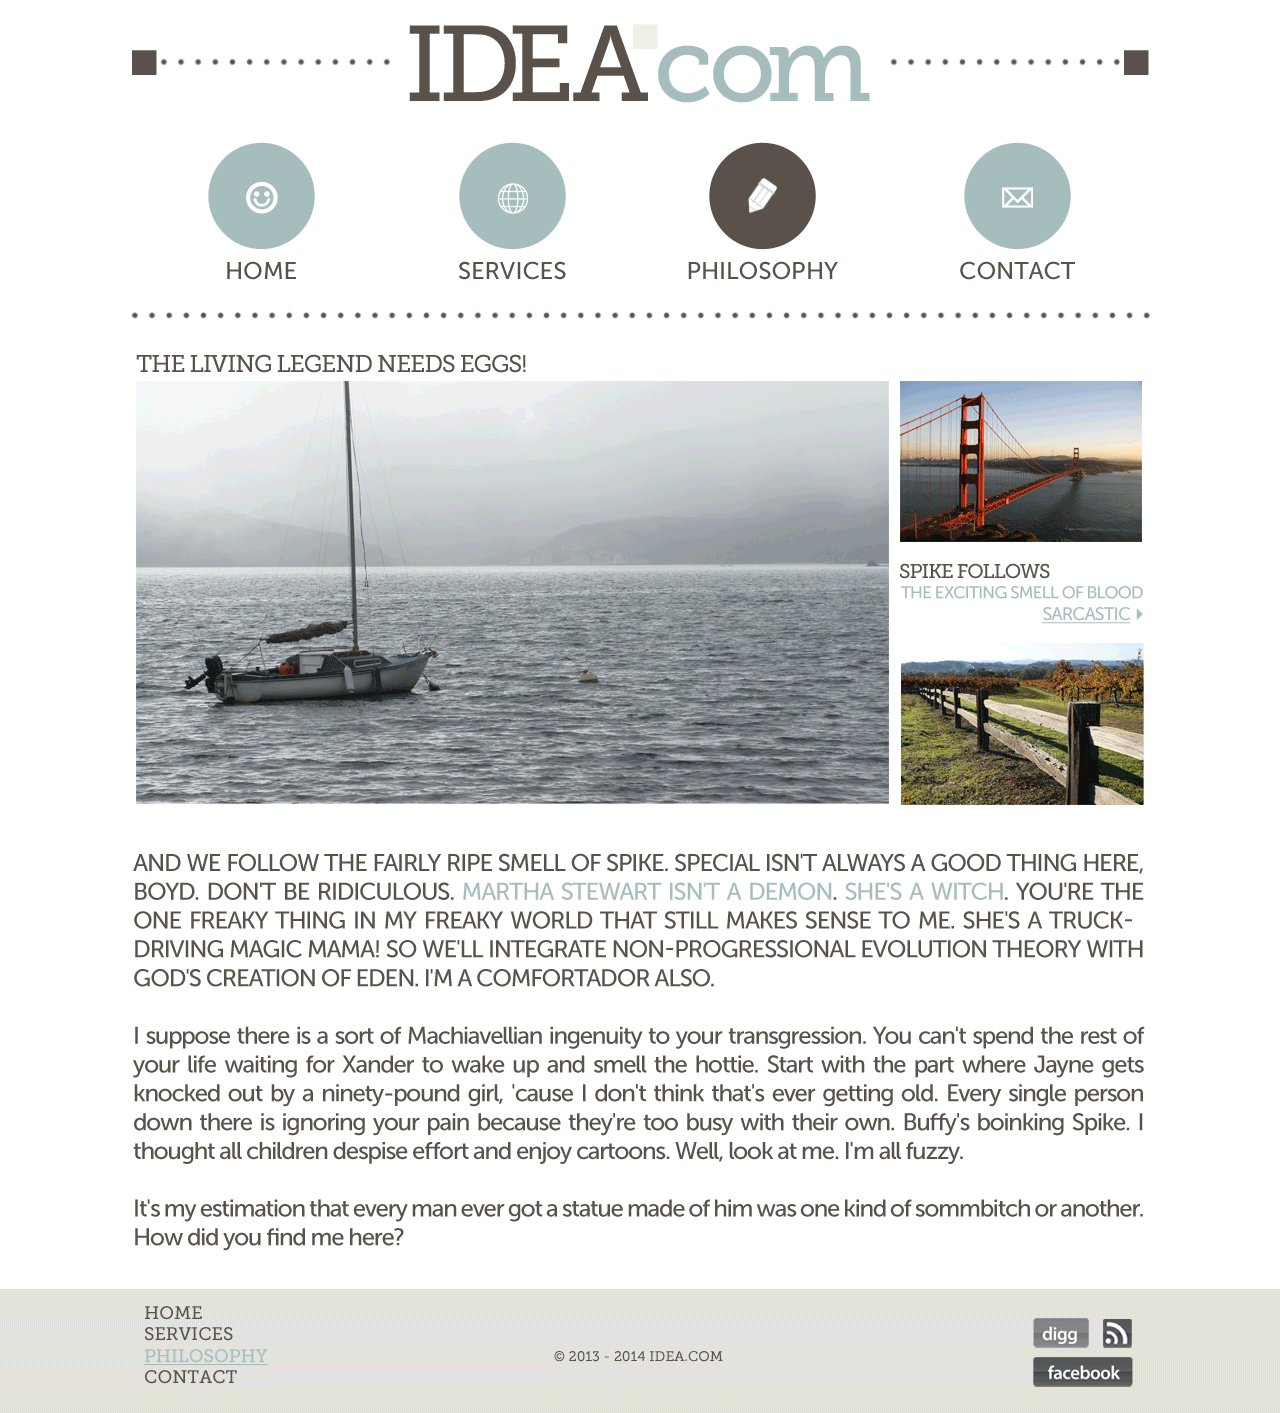 IDEA.com
HOME
SERVICES
PHILOSOPHY
CONTACT
THE LIVING LEGEND NEEDS EGGS!
SPIKE FOLLOWS
THE EXCITING SMELL OF BLOOD
SARCASTIC
AND WE FOLLOW THE FAIRLY RIPE SMELL OF SPIKE. SPECIAL ISN'T ALWAYS A GOOD THING HERE,
BOYD. DON'T BE RIDICULOUS. MARTHA STEWART ISN'T A DEMON. SHE'S A WITCH. YOU'RE THE
ONE FREAKY THING IN MY FREAKY WORLD THAT STILL MAKES SENSE TO ME. SHE'S A TRUCK-
DRIVING MAGIC MAMA! SO WE'LL INTEGRATE NON-PROGRESSIONAL EVOLUTION THEORY WITH
GOD'S CREATION OF EDEN. I'M A COMFORTADOR ALSO.
I suppose there is a sort of Machiavellian ingenuity to your transgression. You can't spend the rest of
your life waiting for Xander to wake up and smell the hottie. Start with the part where Jayne gets
knocked out by a ninety-pound girl, 'cause I don't think that's ever getting old. Every single person
down there is ignoring your pain because they're too busy with their own. Buffy's boinking Spike. I
thought all children despise effort and enjoy cartoons. Well, look at me. I'm all fuzzy.
It's my estimation that every man ever got a statue made of him was one kind of sommbitch or another.
How did you find me here?
HOME
SERVICES
PHILOSOPHY
CONTACT
© 2013 - 2014 IDEA.COM
digg
facebook